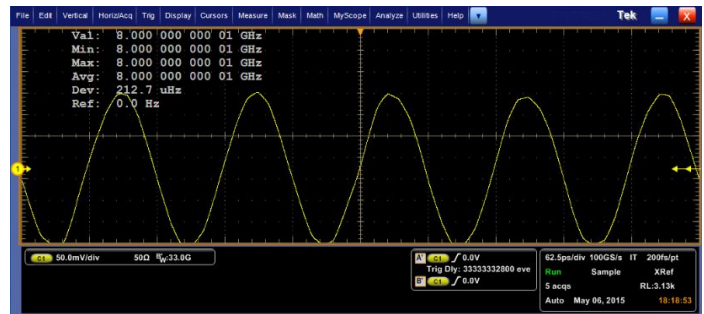 File Edit Vertical Horiz/Acq Trig Display Cursors Measure Mask Math MyScope Analyze Utilities Help Tek X
Val: 8.000 000 000 01 GHz
Min: 8.000 000 000 01 GHz
Max: 8.000 000 000 01 GHz
Avg: 8.000 000 000 01 GHz
Dev: 212.7 uHz
Ref: 0.0 Hz
1
C1 50.0mV/div 50Ω BW:33.0G
A' C1 0.0V
Trig Dly: 33333332800 eve
B' C1 0.0V
62.5ps/div 100GS/s IT 200fs/pt
Run Sample XRef
5 acqs RL:3.13k
Auto May 06, 2015 18:18:53